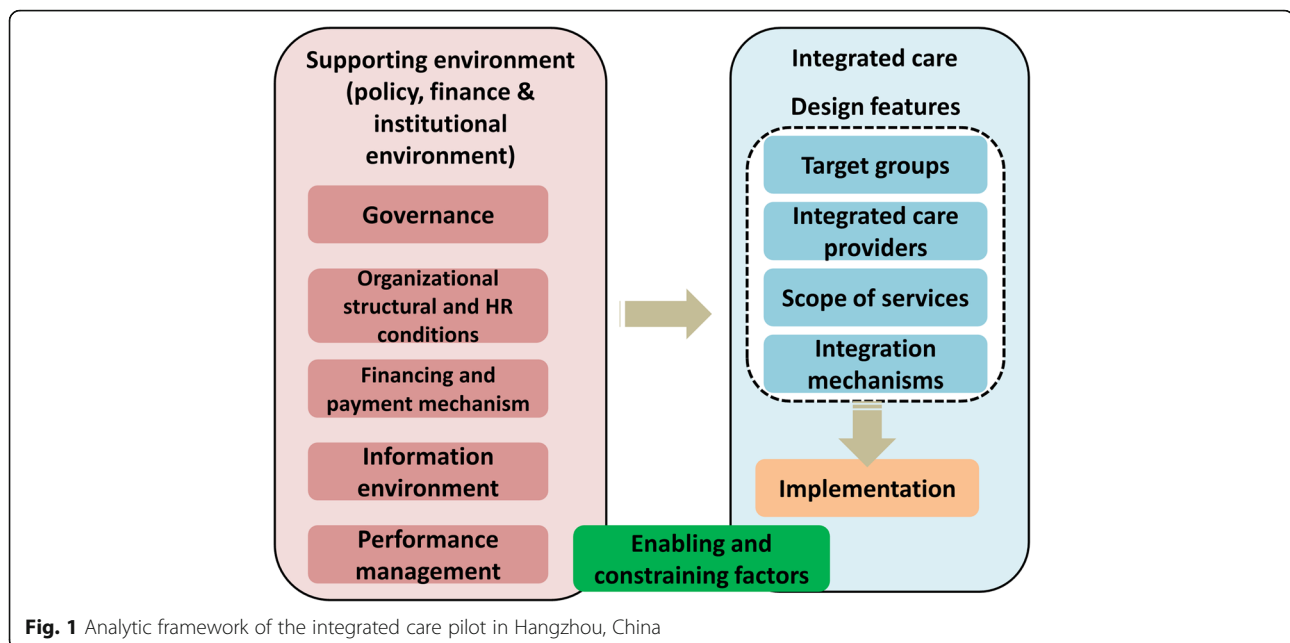 Supporting environment
(policy, finance &
institutional
environment)
Governance
Organizational
structural and HR
conditions
Financing and
payment mechanism
Information
environment
Performance
management
Integrated care
Design features
Target groups
Integrated care
providers
Scope of services
Integration
mechanisms
Implementation
Enabling and
constraining factors
Fig. 1 Analytic framework of the integrated care pilot in Hangzhou, China